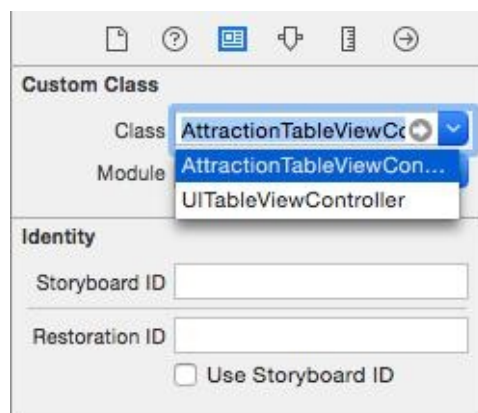 Custom Class
Class AttractionTableViewCo
Module AttractionTableViewCon...
UITableViewController
Identity
Storyboard ID
Restoration ID
Use Storyboard ID